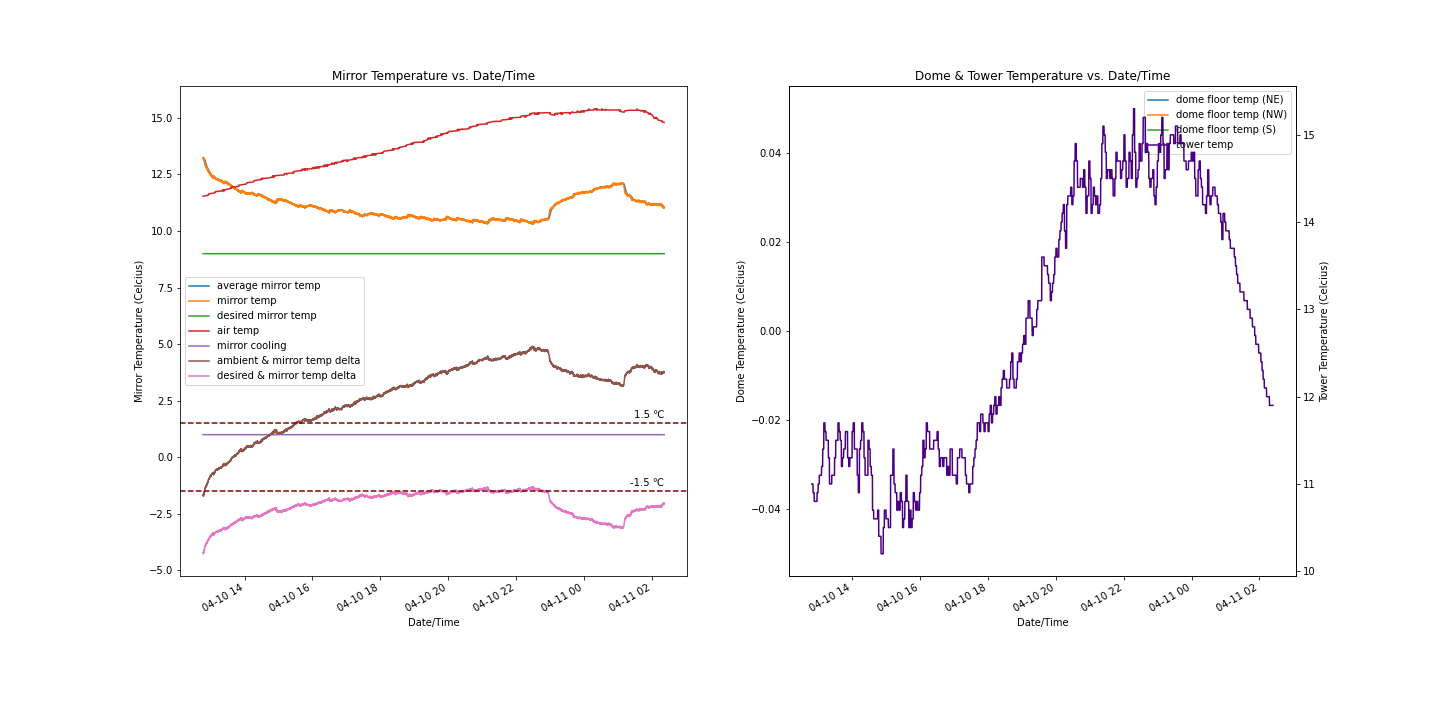 Mirror Temperature vs. Date/Time
Mirror Temperature (Celcius)
15.0
12.5
10.0
7.5
5.0
2.5
0.0
−2.5
−5.0
average mirror temp
mirror temp
desired mirror temp
air temp
mirror cooling
ambient & mirror temp delta
desired & mirror temp delta
1.5 °C
-1.5 °C
04-10 14
04-10 16
04-10 18
04-10 20
04-10 22
04-11 00
04-11 02
Date/Time
Dome & Tower Temperature vs. Date/Time
Dome Temperature (Celcius)
0.04
0.02
0.00
−0.02
−0.04
dome floor temp (NE)
dome floor temp (NW)
dome floor temp (S)
tower temp
15
14
13
12
11
10
Tower Temperature (Celcius)
04-10 14
04-10 16
04-10 18
04-10 20
04-10 22
04-11 00
04-11 02
Date/Time